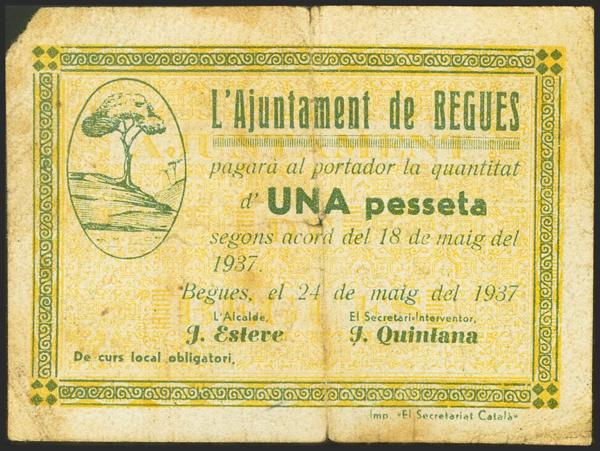 L'Ajuntament de BEGUES
pagarà al portador la quantitat
d' UNA pesseta
segons acord del 18 de maig del
1937.
Begues, el 24 de maig del 1937
L'Alcalde, El Secretari-Interventor,
J. Esteve J. Quintana
De curs local obligatori.
Imp. «El Secretariat Català»